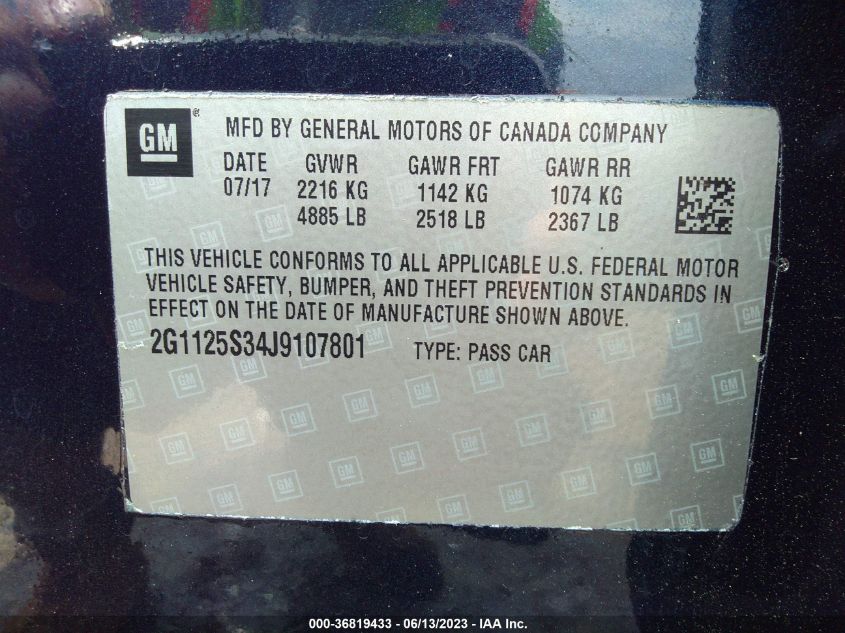 GM ® MFD BY GENERAL MOTORS OF CANADA COMPANY
DATE GVWR GAWR FRT GAWR RR
07/17 2216 KG 1142 KG 1074 KG
4885 LB 2518 LB 2367 LB
THIS VEHICLE CONFORMS TO ALL APPLICABLE U.S. FEDERAL MOTOR
VEHICLE SAFETY, BUMPER, AND THEFT PREVENTION STANDARDS IN
EFFECT ON THE DATE OF MANUFACTURE SHOWN ABOVE.
2G1125S34J9107801 TYPE: PASS CAR
000-36819433 - 06/13/2023 - IAA Inc.